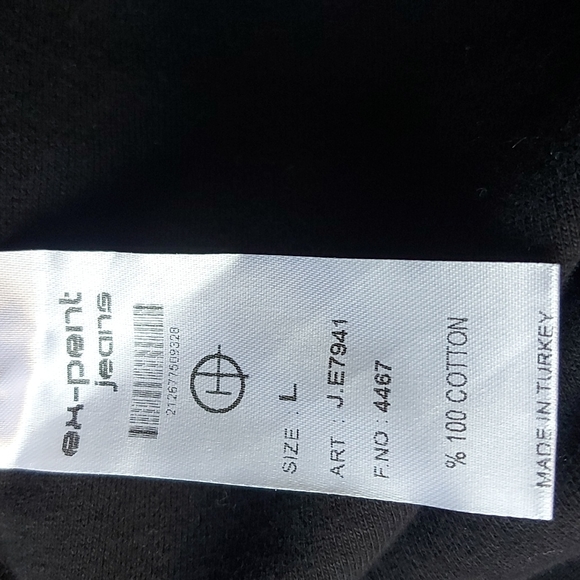 ex-pent
jeans
212677509328
SIZE : L
ART : J.E7941
F.NO : 4467
% 100 COTTON
MADE IN TURKEY